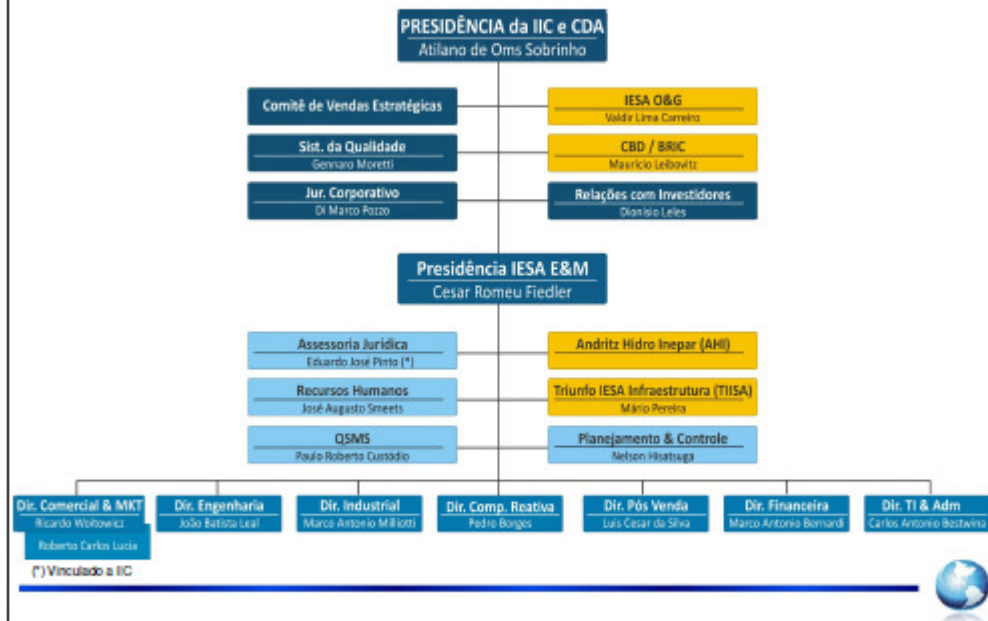 PRESIDÊNCIA da IIC e CDA
Atilano de Oms Sobrinho
Comitê de Vendas Estratégicas
IESA O&G
Valdir Lima Carreiro
Sist. da Qualidade
Gennaro Moretti
CBD / BRIC
Mauricio Leibovitz
Jur. Corporativo
Di Marco Pozzo
Relações com Investidores
Dionisio Leles
Presidência IESA E&M
Cesar Romeu Fiedler
Assessoria Jurídica
Eduardo José Pinto (*)
Andritz Hidro Inepar (AHI)
Recursos Humanos
José Augusto Smeets
Triunfo IESA Infraestrutura (TIISA)
Mário Pereira
QSMS
Paulo Roberto Custódio
Planejamento & Controle
Nelson Hisatsuga
Dir. Comercial & MKT
Ricardo Woitowicz
Roberto Carlos Lucia
Dir. Engenharia
João Batista Leal
Dir. Industrial
Marco Antonio Milliotti
Dir. Comp. Reativa
Pedro Borges
Dir. Pós Venda
Luis Cesar da Silva
Dir. Financeira
Marco Antonio Bernardi
Dir. TI & Adm
Carlos Antonio Bestwina
(*) Vinculado a IIC